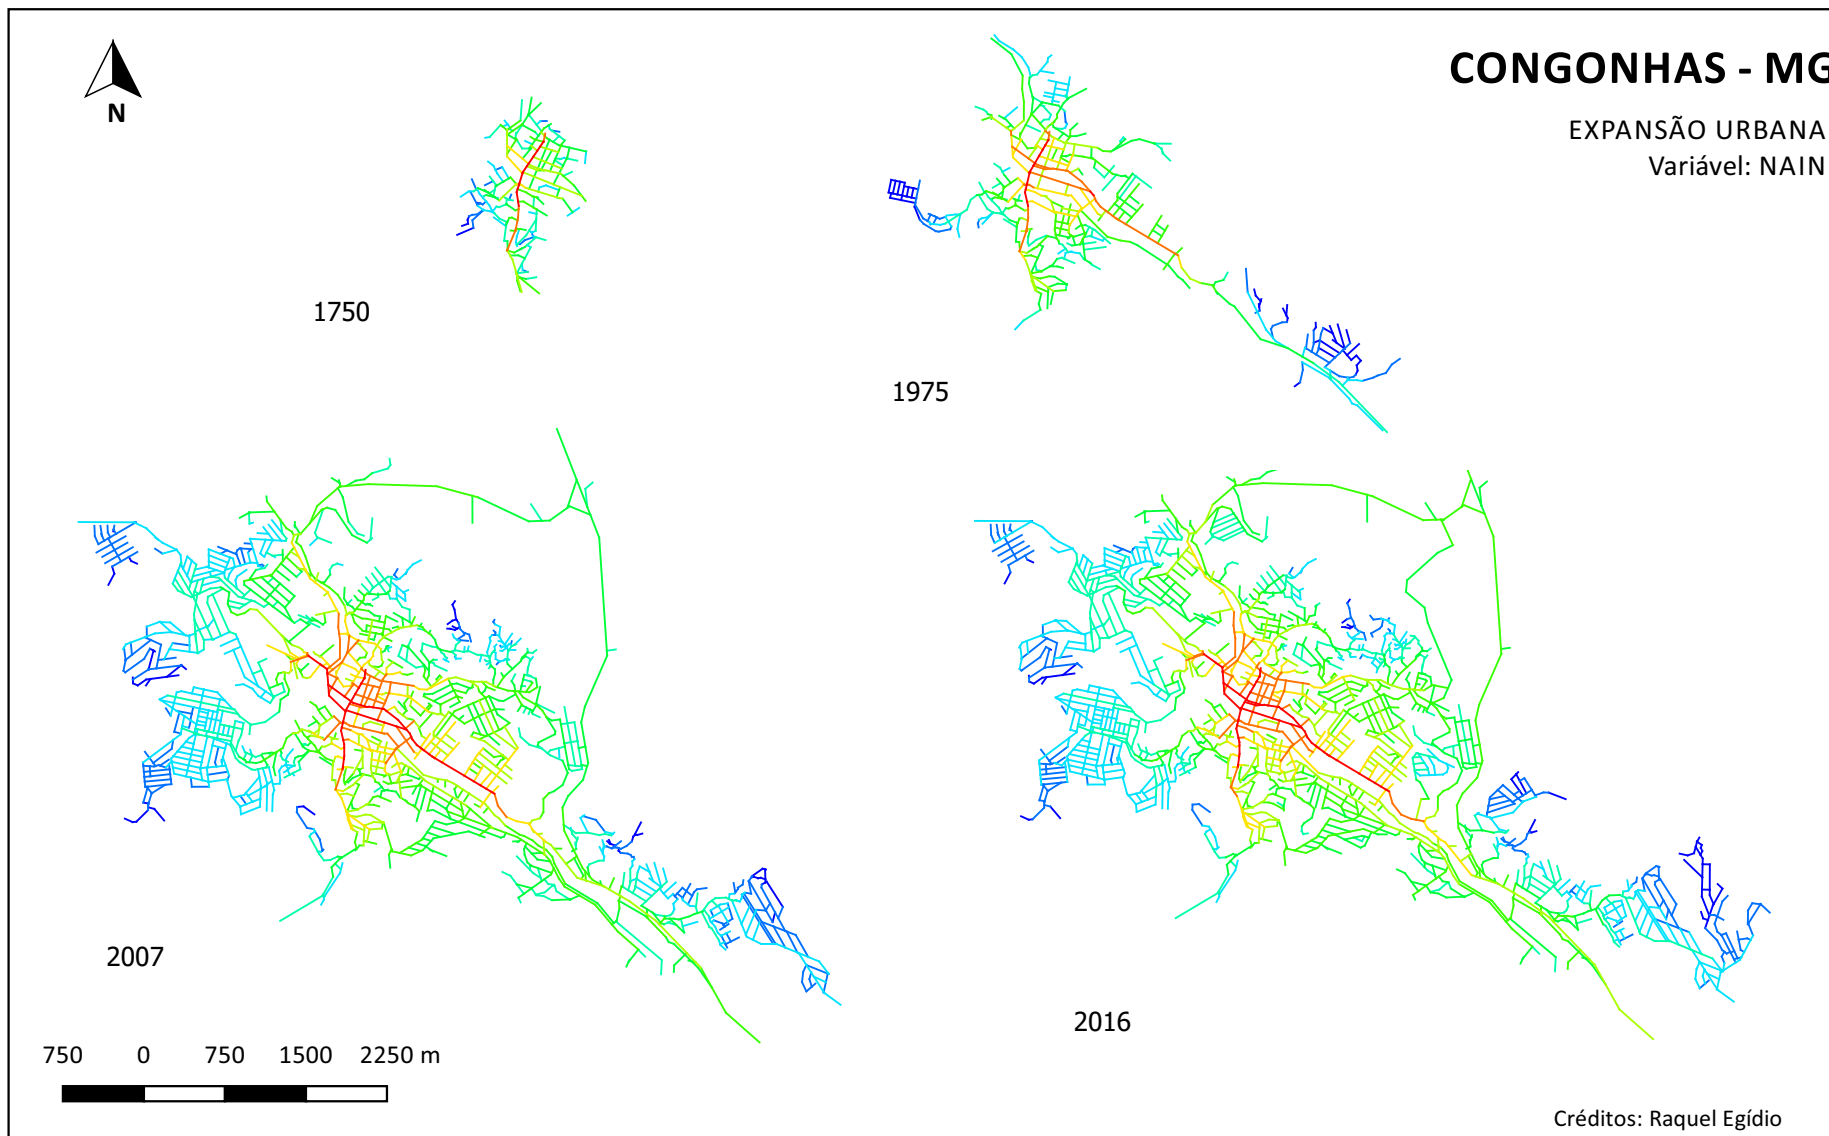 CONGONHAS - MG
EXPANSÃO URBANA
Variável: NAIN
N
1750
1975
2007
2016
750 0 750 1500 2250 m
Créditos: Raquel Egídio